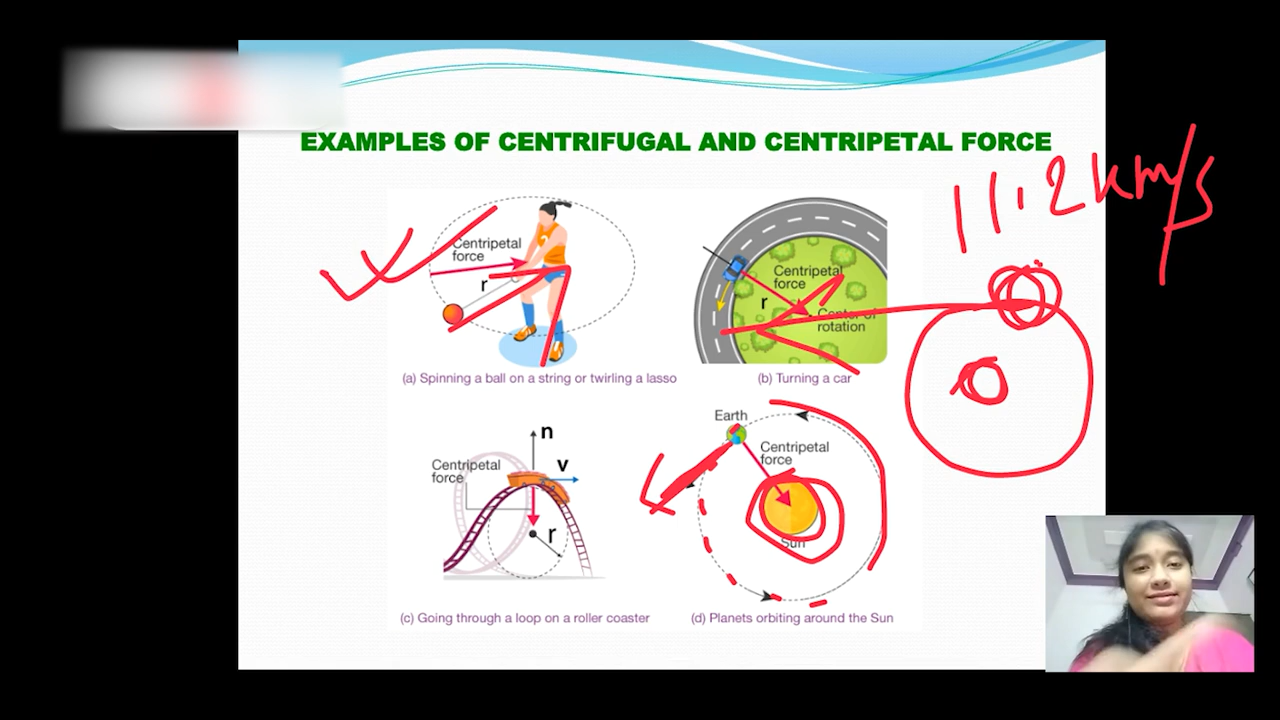 EXAMPLES OF CENTRIFUGAL AND CENTRIPETAL FORCE
11.2 km/s
Centripetal
force
r
(a) Spinning a ball on a string or twirling a lasso
Centripetal
force
r
Center of
rotation
(b) Turning a car
n
v
Centripetal
force
r
(c) Going through a loop on a roller coaster
Earth
Centripetal
force
Sun
(d) Planets orbiting around the Sun